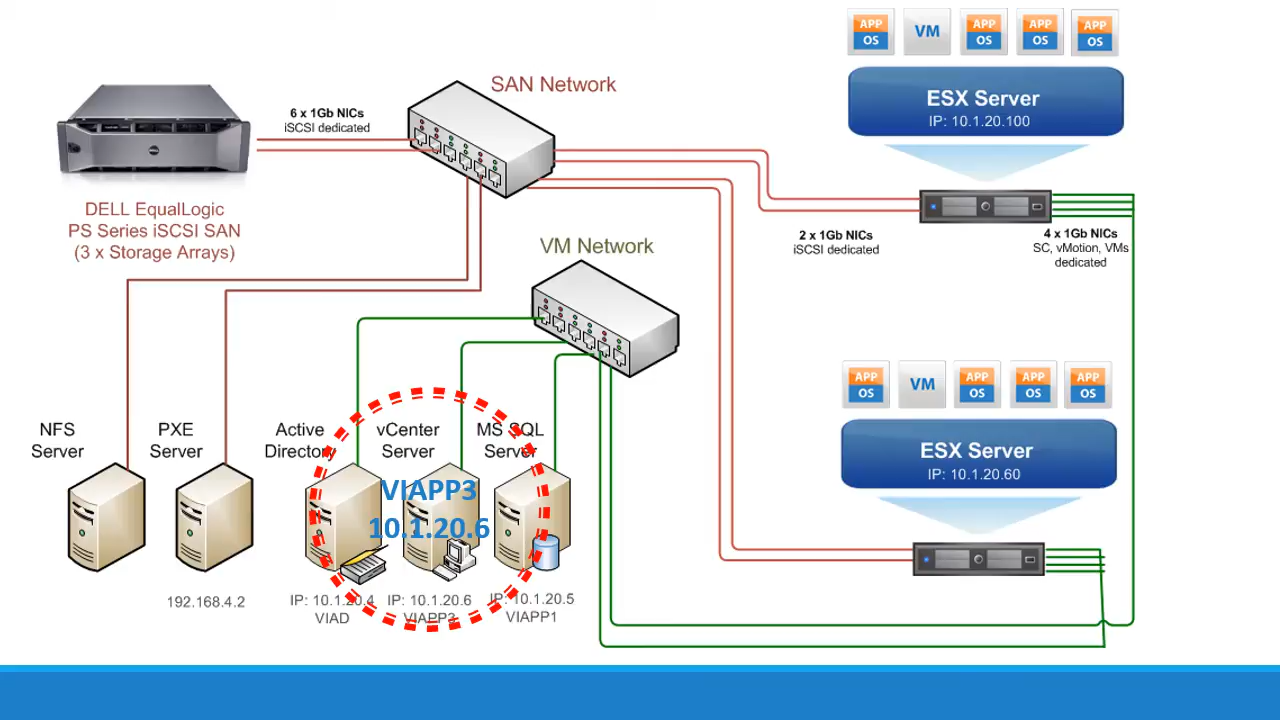 APP
OS
VM
APP
OS
APP
OS
APP
OS
SAN Network
ESX Server
IP: 10.1.20.100
6 x 1Gb NICs
iSCSI dedicated
DELL EqualLogic
PS Series iSCSI SAN
(3 x Storage Arrays)
2 x 1Gb NICs
iSCSI dedicated
4 x 1Gb NICs
SC, vMotion, VMs
dedicated
VM Network
APP
OS
VM
APP
OS
APP
OS
APP
OS
ESX Server
IP: 10.1.20.60
NFS
Server
PXE
Server
Active
Director
vCenter
Server
MS SQL
Server
VIAPP3
10.1.20.6
192.168.4.2
IP: 10.1.20.4
VIAD
IP: 10.1.20.6
VIAPP3
IP: 10.1.20.5
VIAPP1